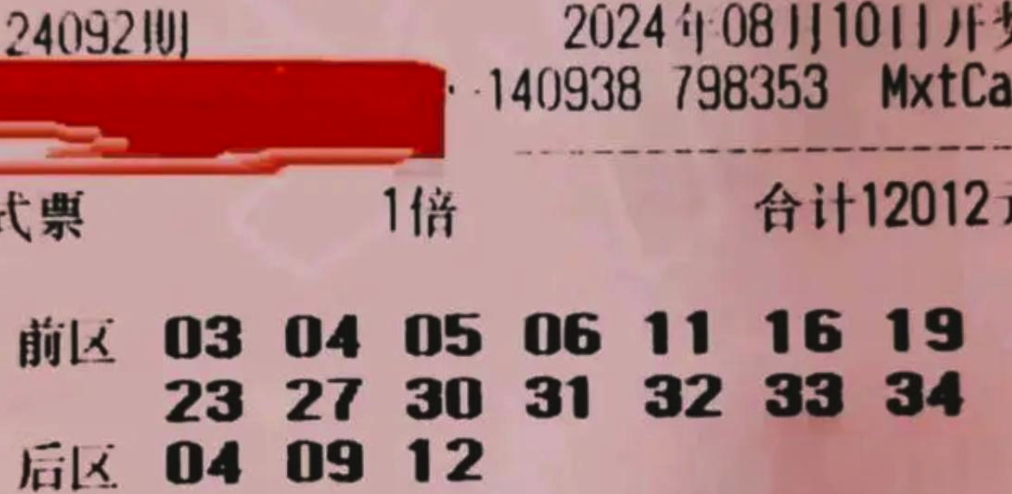 24092期
2024年08月10日开奖
140938 798353 MxtCa
式票 1倍 合计12012元
前区 03 04 05 06 11 16 19
23 27 30 31 32 33 34
后区 04 09 12